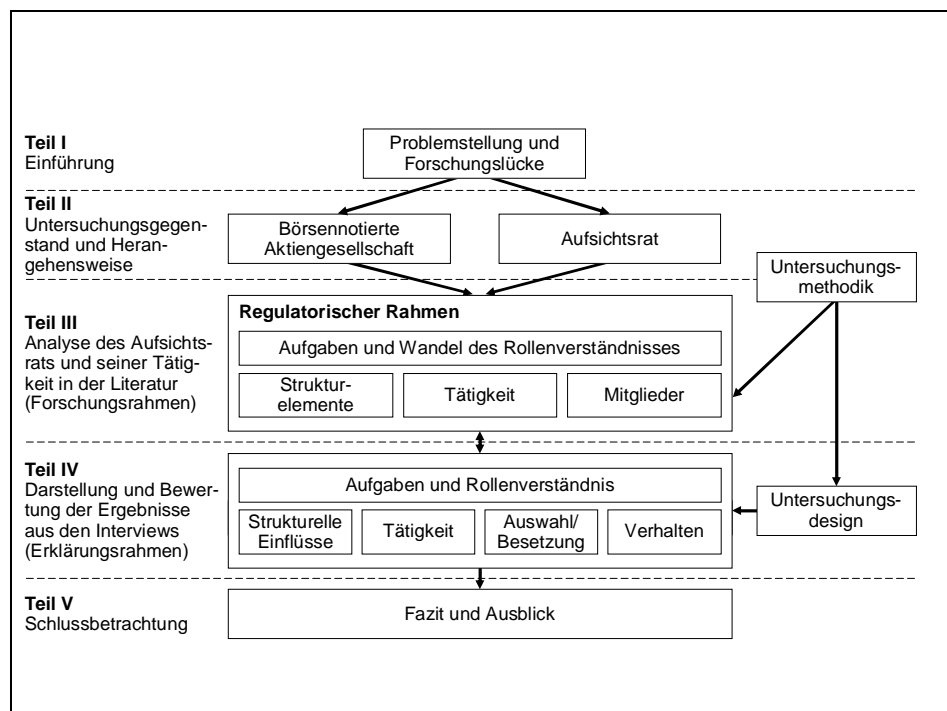 Teil I
Einführung
Problemstellung und
Forschungslücke
Teil II
Untersuchungsgegen-
stand und Heran-
gehensweise
Börsennotierte
Aktiengesellschaft
Aufsichtsrat
Untersuchungs-
methodik
Teil III
Analyse des Aufsichts-
rats und seiner Tätig-
keit in der Literatur
(Forschungsrahmen)
Regulatorischer Rahmen
Aufgaben und Wandel des Rollenverständnisses
Struktur-
elemente
Tätigkeit
Mitglieder
Teil IV
Darstellung und Bewer-
tung der Ergebnisse
aus den Interviews
(Erklärungsrahmen)
Aufgaben und Rollenverständnis
Strukturelle
Einflüsse
Tätigkeit
Auswahl/
Besetzung
Verhalten
Untersuchungs-
design
Teil V
Schlussbetrachtung
Fazit und Ausblick